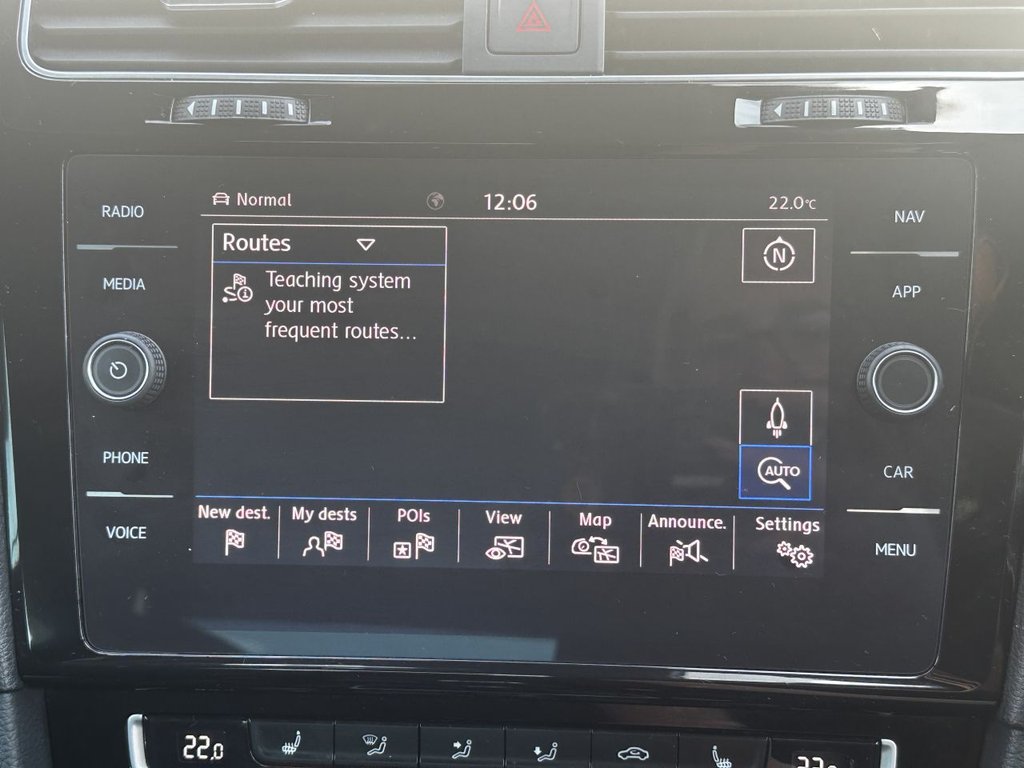 RADIO
MEDIA
PHONE
VOICE
Normal
12:06
22.0°C
Routes
Teaching system
your most
frequent routes...
N
AUTO
New dest.
My dests
POIs
View
Map
Announce.
Settings
NAV
APP
CAR
MENU
22.0